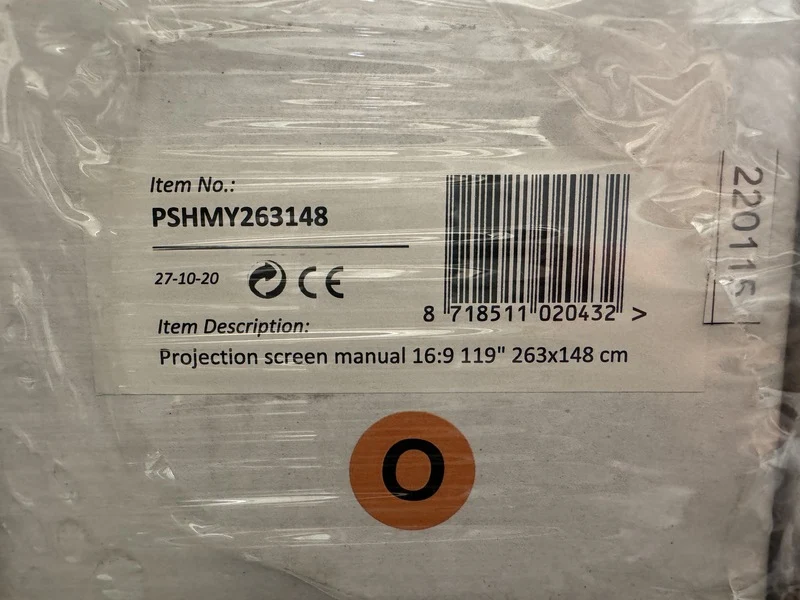 Item No.:
PSHMY263148
27-10-20 CE
Item Description:
Projection screen manual 16:9 119" 263x148 cm
8 718511 020432 >
220115
O